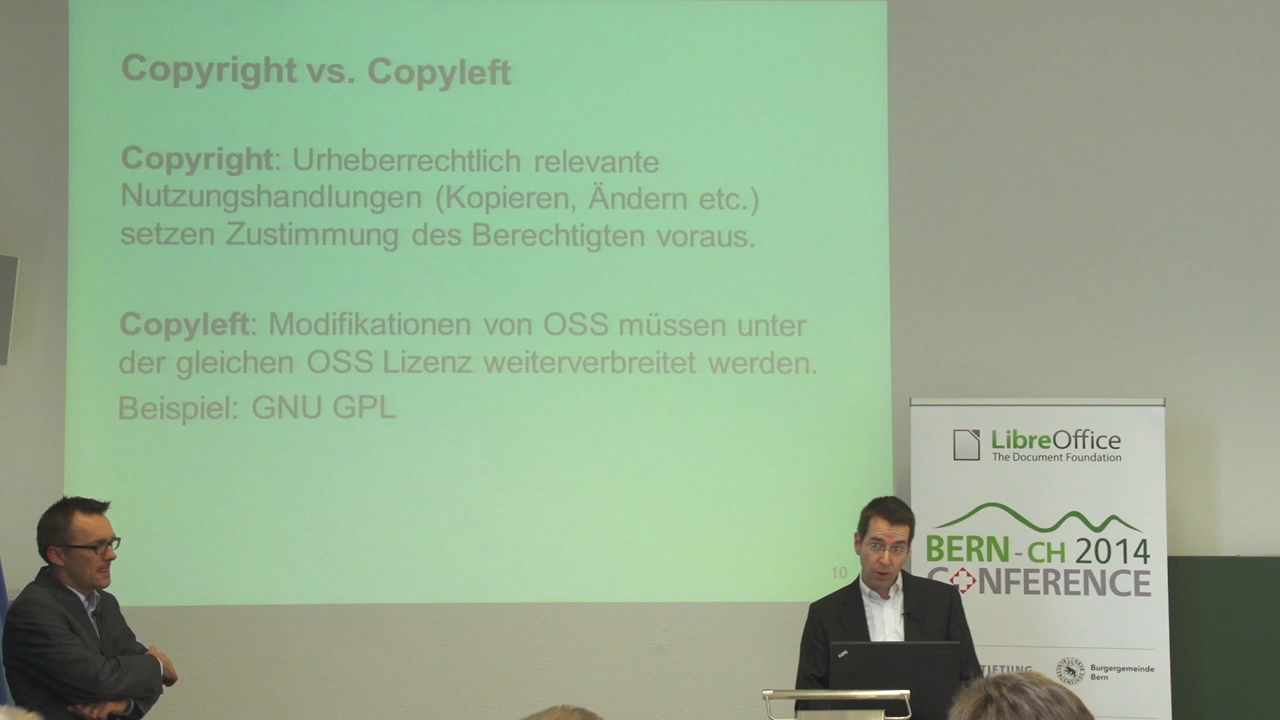 Copyright vs. Copyleft
Copyright: Urheberrechtlich relevante
Nutzungshandlungen (Kopieren, Ändern etc.)
setzen Zustimmung des Berechtigten voraus.
Copyleft: Modifikationen von OSS müssen unter
der gleichen OSS Lizenz weiterverbreitet werden.
Beispiel: GNU GPL
10
LibreOffice
The Document Foundation
BERN-CH 2014
CONFERENCE
STIFTUNG
Burgergemeinde
Bern